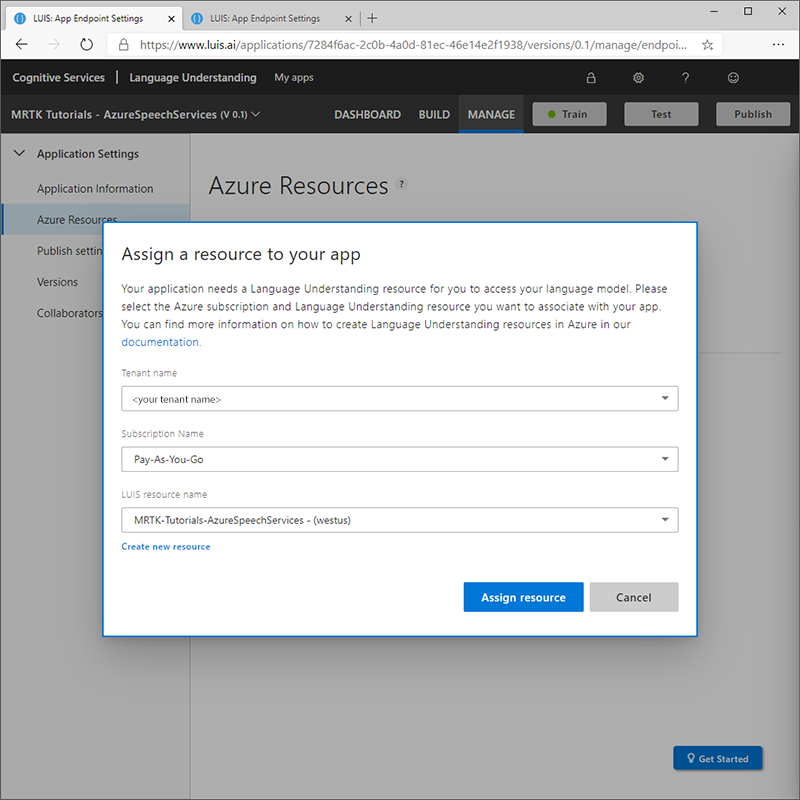 LUIS: App Endpoint Settings
LUIS: App Endpoint Settings
https://www.luis.ai/applications/7284f6ac-2c0b-4a0d-81ec-46e14e2f1938/versions/0.1/manage/endpoi...
Cognitive Services | Language Understanding My apps ?
MRTK Tutorials - AzureSpeechServices (V 0.1) DASHBOARD BUILD MANAGE Train Test Publish
Application Settings
Application Information
Azure Resources
Publish settin
Versions
Collaborators
Azure Resources ?
Assign a resource to your app
Your application needs a Language Understanding resource for you to access your language model. Please
select the Azure subscription and Language Understanding resource you want to associate with your app.
You can find more information on how to create Language Understanding resources in Azure in our
documentation.
Tenant name
<your tenant name>
Subscription Name
Pay-As-You-Go
LUIS resource name
MRTK-Tutorials-AzureSpeechServices - (westus)
Create new resource
Assign resource Cancel
Get Started